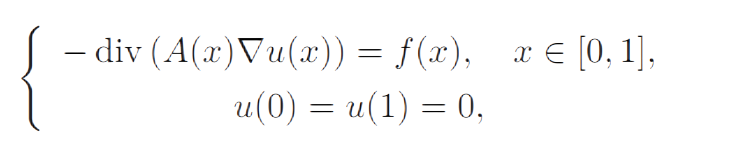 − div (A(x)∇u(x)) = f(x), x ∈ [0, 1],
u(0) = u(1) = 0,